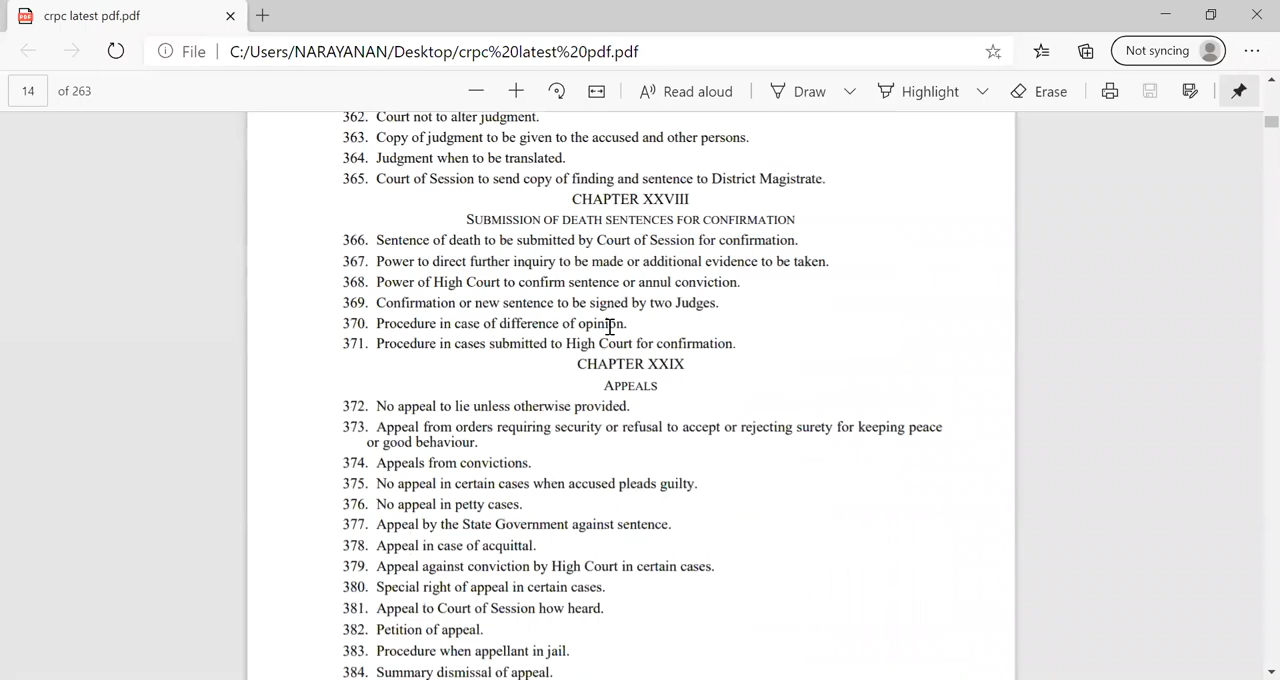 crpc latest pdf.pdf
File
C:/Users/NARAYANAN/Desktop/crpc%20latest%20pdf.pdf
Not syncing
14 of 263
Read aloud
Draw
Highlight
Erase
362. Court not to alter judgment.
363. Copy of judgment to be given to the accused and other persons.
364. Judgment when to be translated.
365. Court of Session to send copy of finding and sentence to District Magistrate.
CHAPTER XXVIII
SUBMISSION OF DEATH SENTENCES FOR CONFIRMATION
366. Sentence of death to be submitted by Court of Session for confirmation.
367. Power to direct further inquiry to be made or additional evidence to be taken.
368. Power of High Court to confirm sentence or annul conviction.
369. Confirmation or new sentence to be signed by two Judges.
370. Procedure in case of difference of opinion.
371. Procedure in cases submitted to High Court for confirmation.
CHAPTER XXIX
APPEALS
372. No appeal to lie unless otherwise provided.
373. Appeal from orders requiring security or refusal to accept or rejecting surety for keeping peace
or good behaviour.
374. Appeals from convictions.
375. No appeal in certain cases when accused pleads guilty.
376. No appeal in petty cases.
377. Appeal by the State Government against sentence.
378. Appeal in case of acquittal.
379. Appeal against conviction by High Court in certain cases.
380. Special right of appeal in certain cases.
381. Appeal to Court of Session how heard.
382. Petition of appeal.
383. Procedure when appellant in jail.
384. Summary dismissal of appeal.